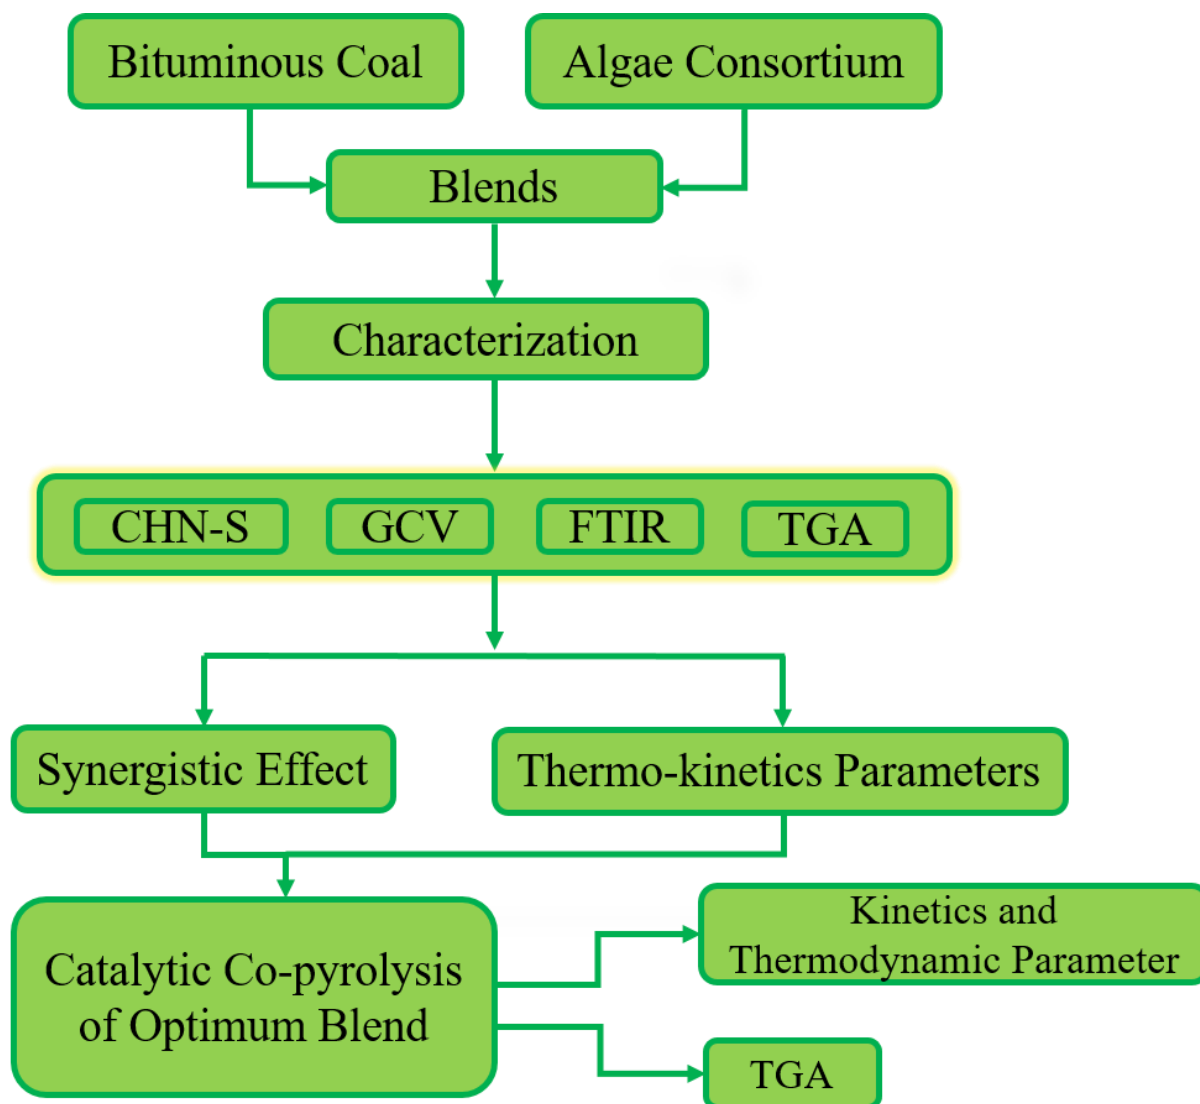 Bituminous Coal
Algae Consortium
Blends
Characterization
CHN-S
GCV
FTIR
TGA
Synergistic Effect
Thermo-kinetics Parameters
Catalytic Co-pyrolysis
of Optimum Blend
Kinetics and
Thermodynamic Parameter
TGA